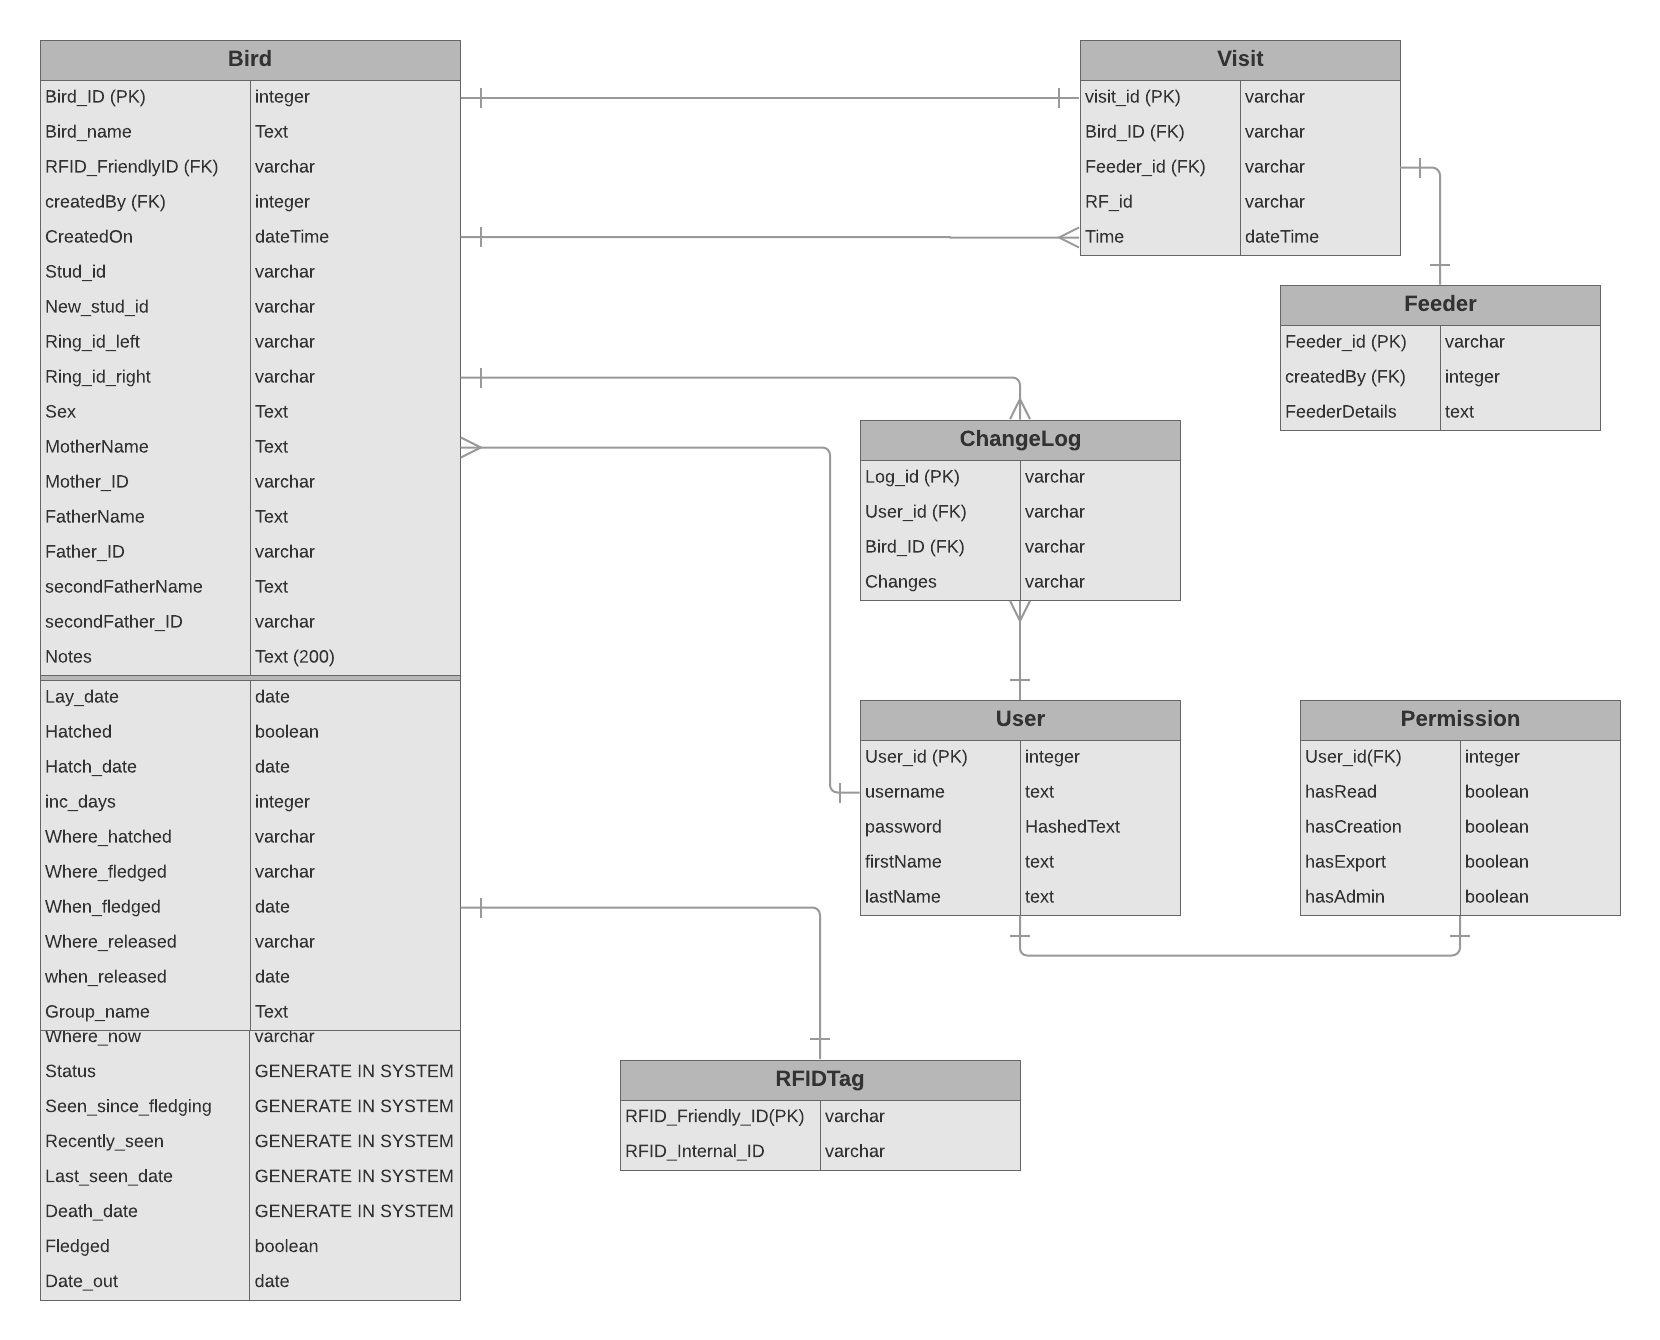 Bird
Bird_ID (PK) integer
Bird_name Text
RFID_FriendlyID (FK) varchar
createdBy (FK) integer
CreatedOn dateTime
Stud_id varchar
New_stud_id varchar
Ring_id_left varchar
Ring_id_right varchar
Sex Text
MotherName Text
Mother_ID varchar
FatherName Text
Father_ID varchar
secondFatherName Text
secondFather_ID varchar
Notes Text (200)
Lay_date date
Hatched boolean
Hatch_date date
inc_days integer
Where_hatched varchar
Where_fledged varchar
When_fledged date
Where_released varchar
when_released date
Group_name Text
Where_now varchar
Status GENERATE IN SYSTEM
Seen_since_fledging GENERATE IN SYSTEM
Recently_seen GENERATE IN SYSTEM
Last_seen_date GENERATE IN SYSTEM
Death_date GENERATE IN SYSTEM
Fledged boolean
Date_out date
Visit
visit_id (PK) varchar
Bird_ID (FK) varchar
Feeder_id (FK) varchar
RF_id varchar
Time dateTime
Feeder
Feeder_id (PK) varchar
createdBy (FK) integer
FeederDetails text
ChangeLog
Log_id (PK) varchar
User_id (FK) varchar
Bird_ID (FK) varchar
Changes varchar
User
User_id (PK) integer
username text
password HashedText
firstName text
lastName text
Permission
User_id(FK) integer
hasRead boolean
hasCreation boolean
hasExport boolean
hasAdmin boolean
RFIDTag
RFID_Friendly_ID(PK) varchar
RFID_Internal_ID varchar